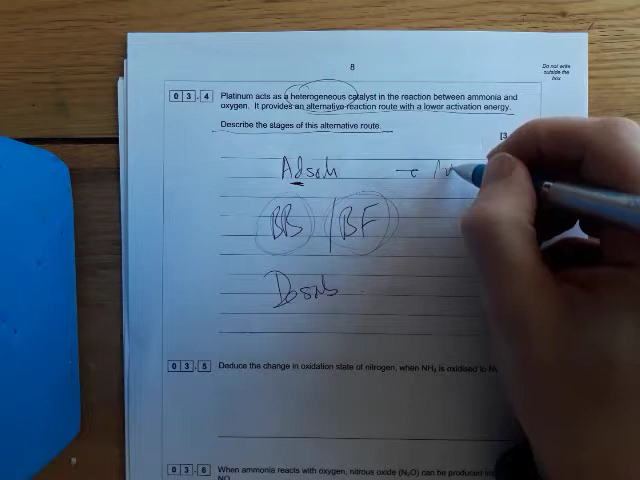 8
Do not write
outside the
box
0 3 . 4 Platinum acts as a heterogeneous catalyst in the reaction between ammonia and
oxygen. It provides an alternative reaction route with a lower activation energy.
Describe the stages of this alternative route.
[3
Adsorb
BB / BF
Desorb
0 3 . 5 Deduce the change in oxidation state of nitrogen, when NH₃ is oxidised to
0 3 . 6 When ammonia reacts with oxygen, nitrous oxide (N₂O) can be produced
NO